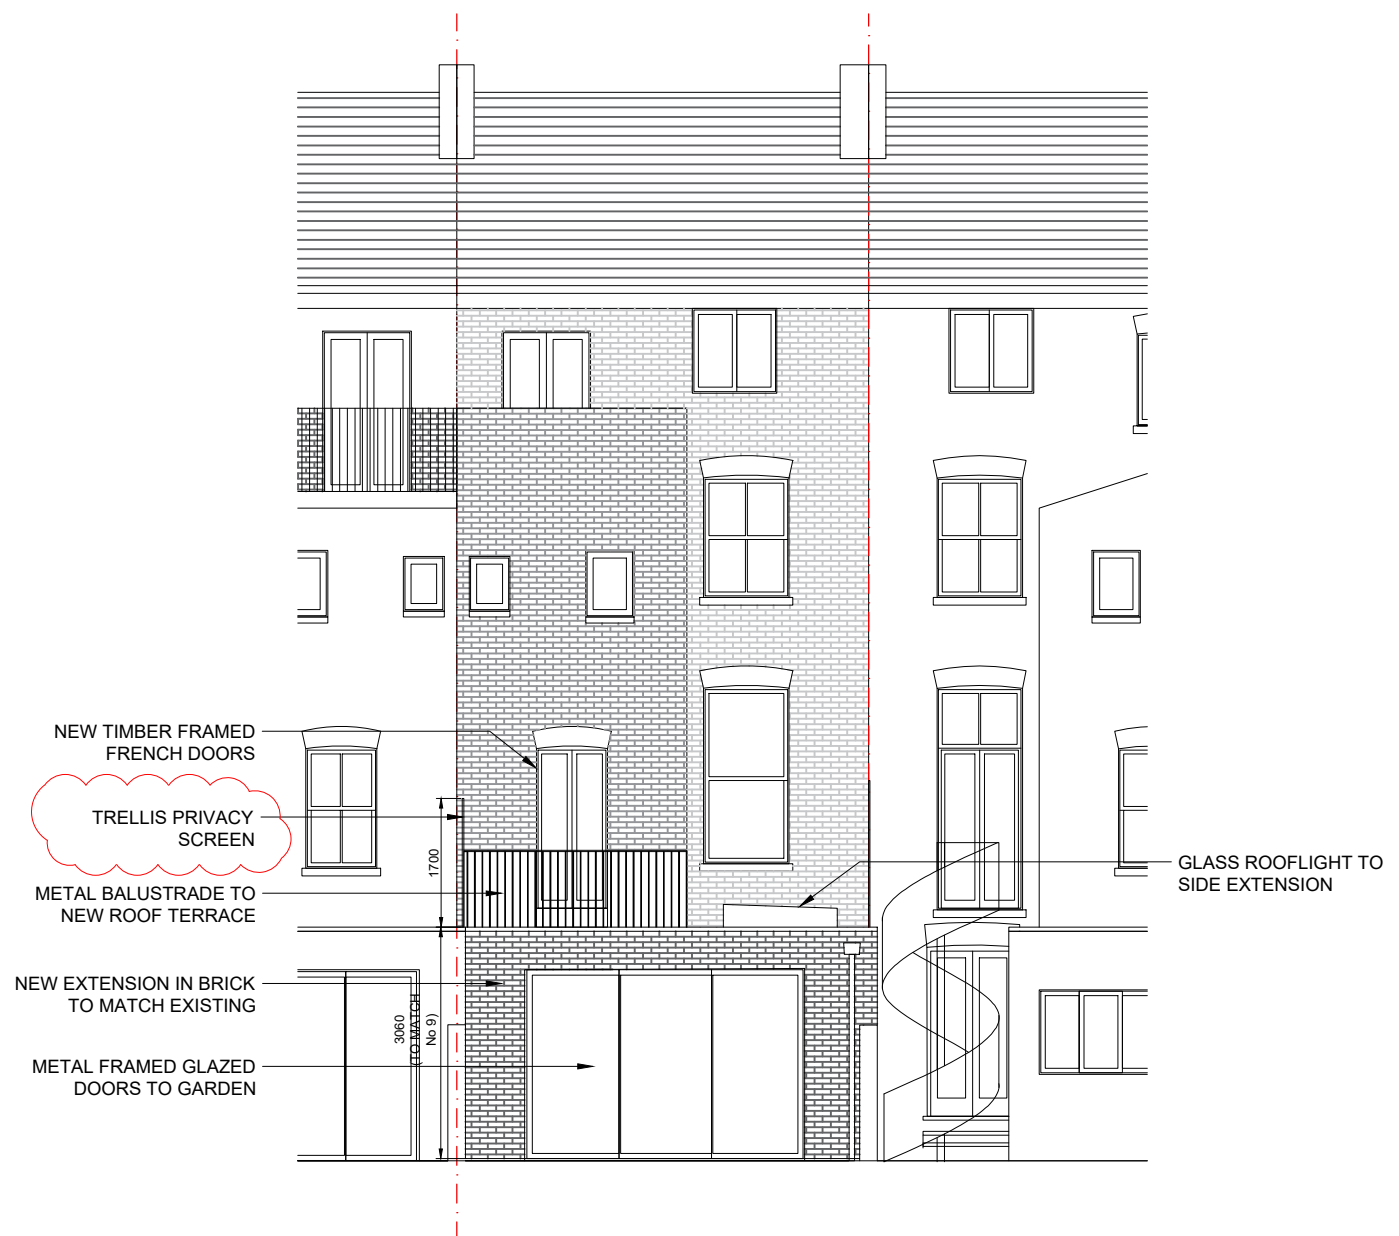 NEW TIMBER FRAMED
FRENCH DOORS
TRELLIS PRIVACY
SCREEN
1700
METAL BALUSTRADE TO
NEW ROOF TERRACE
GLASS ROOFLIGHT TO
SIDE EXTENSION
NEW EXTENSION IN BRICK
TO MATCH EXISTING
3060
(TO MATCH
No 9)
METAL FRAMED GLAZED
DOORS TO GARDEN